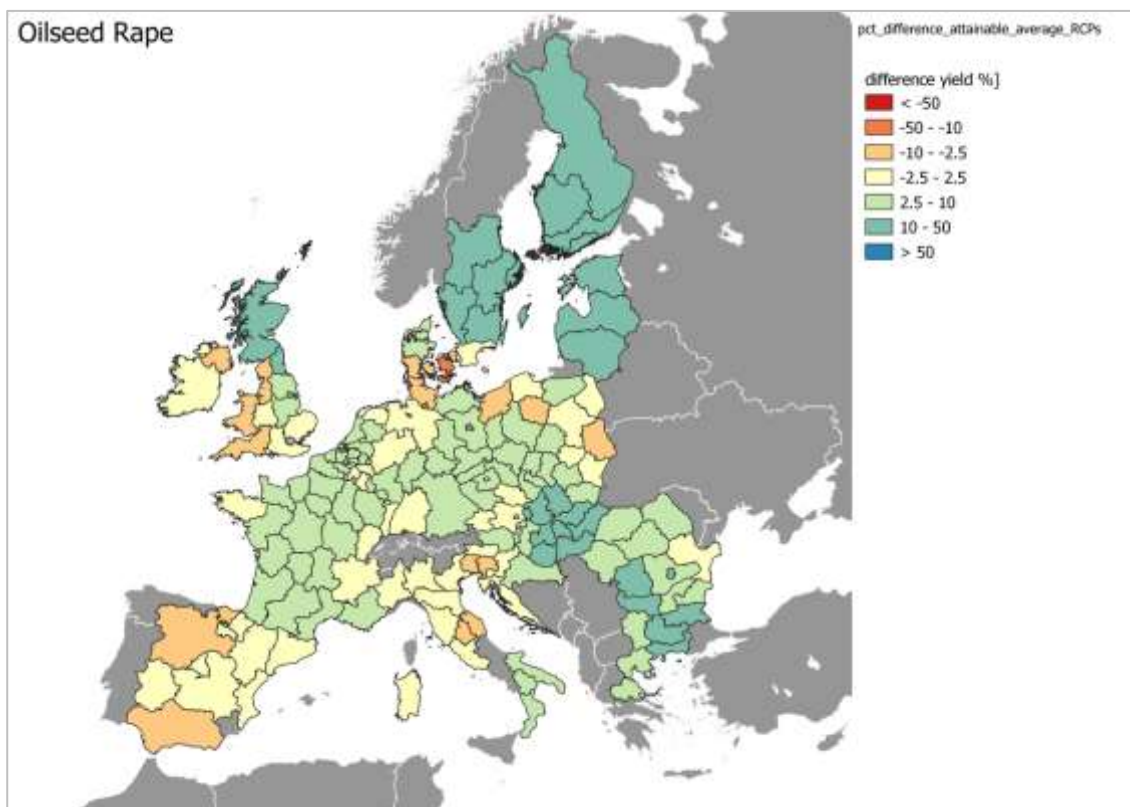 Oilseed Rape
pct_difference_attainable_average_RCPs
difference yield %]
< -50
-50 - -10
-10 - -2.5
-2.5 - 2.5
2.5 - 10
10 - 50
> 50